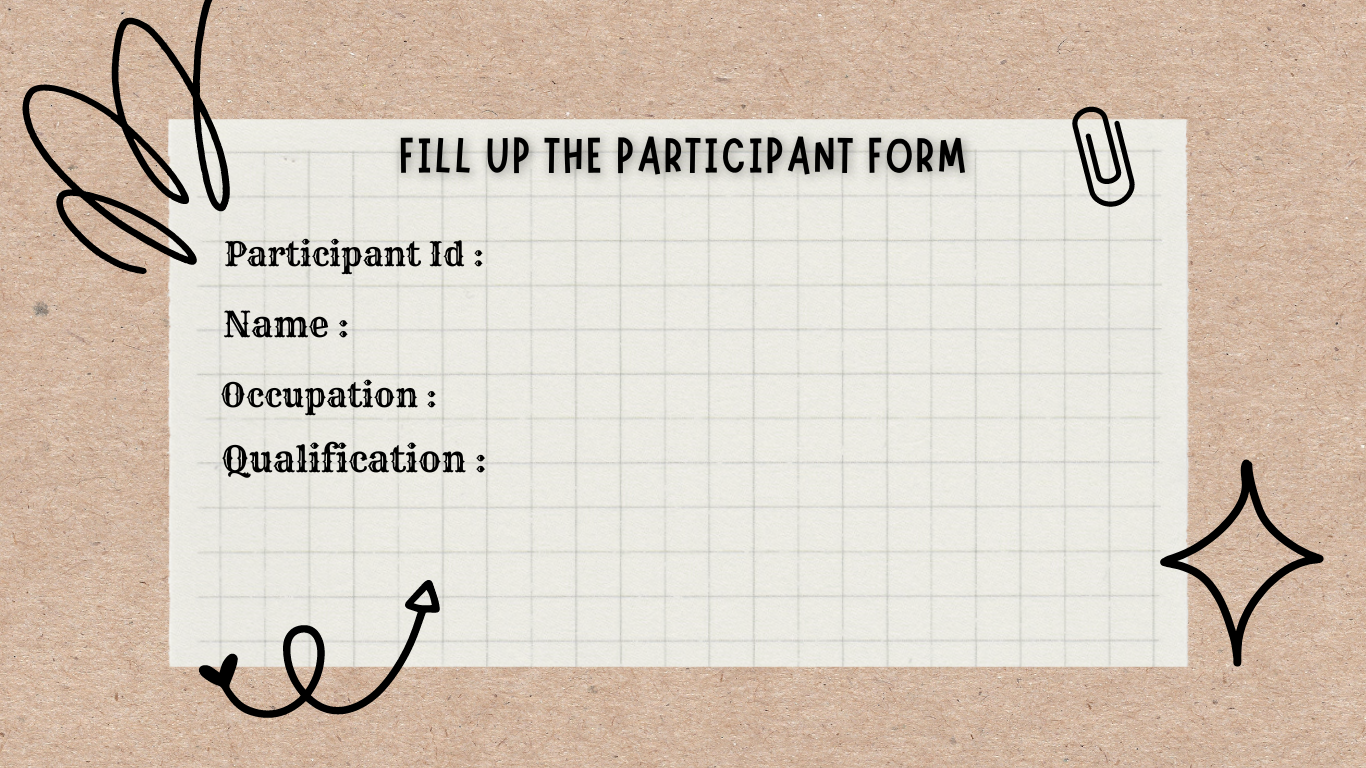 FILL UP THE PARTICIPANT FORM
Participant Id :
Name :
Occupation :
Qualification :